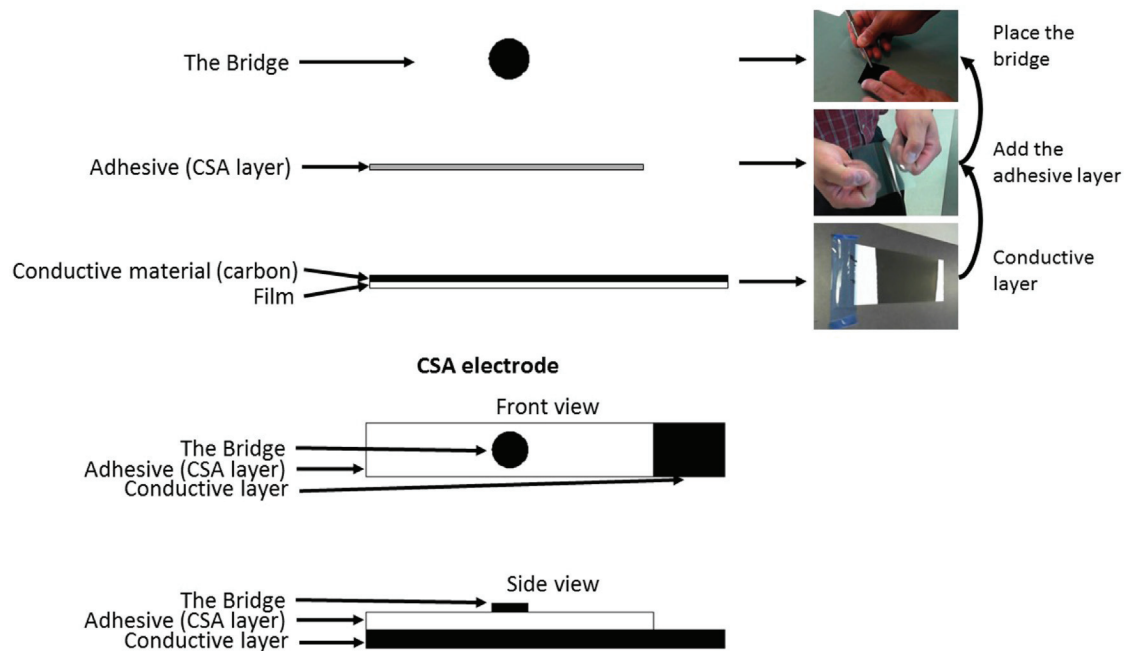 The Bridge
Place the
bridge
Adhesive (CSA layer)
Add the
adhesive layer
Conductive material (carbon)
Film
Conductive
layer
CSA electrode
Front view
The Bridge
Adhesive (CSA layer)
Conductive layer
Side view
The Bridge
Adhesive (CSA layer)
Conductive layer